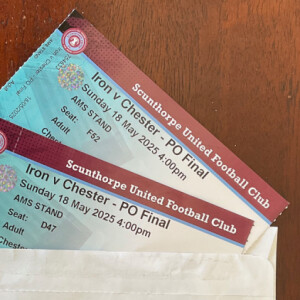 Scunthorpe United Football Club
Iron v Chester - PO Final
Sunday 18 May 2025 4:00pm
AMS STAND
Seat: F52
Adult
Scunthorpe United Football Club
Iron v Chester - PO Final
Sunday 18 May 2025 4:00pm
AMS STAND
Seat: D47
Adult